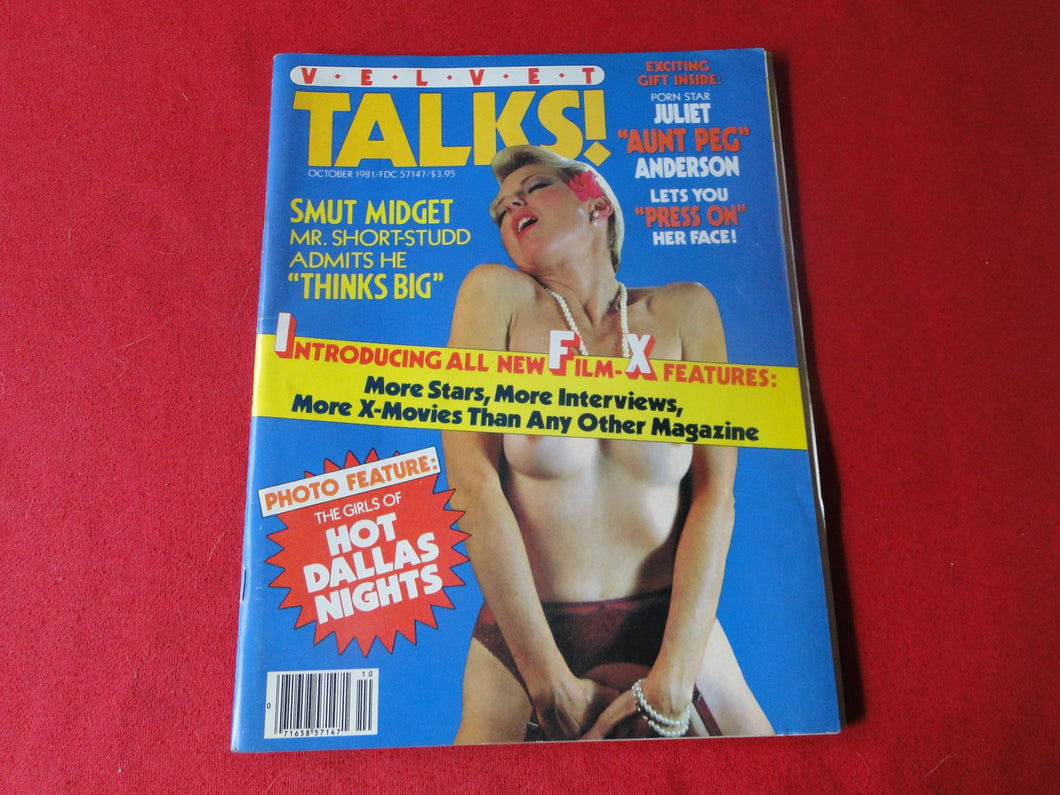 V·E·L·V·E·T
TALKS!
OCTOBER 1981/FDC 57147/$3.95
EXCITING
GIFT INSIDE:
PORN STAR
JULIET
"AUNT PEG"
ANDERSON
LETS YOU
"PRESS ON"
HER FACE!
SMUT MIDGET
MR. SHORT-STUDD
ADMITS HE
"THINKS BIG"
INTRODUCING ALL NEW FILM-X FEATURES:
More Stars, More Interviews,
More X-Movies Than Any Other Magazine
PHOTO FEATURE:
THE GIRLS OF
HOT
DALLAS
NIGHTS
10
0
71658 57147